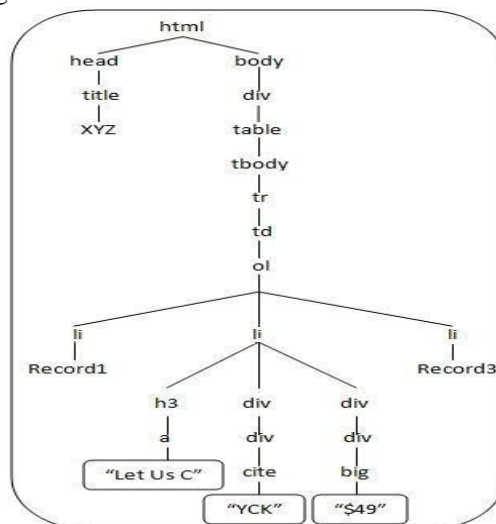 html
head body
title div
XYZ table
tbody
tr
td
ol
li li li
Record1 Record3
h3 div div
a div div
"Let Us C" cite big
"YCK" "$49"